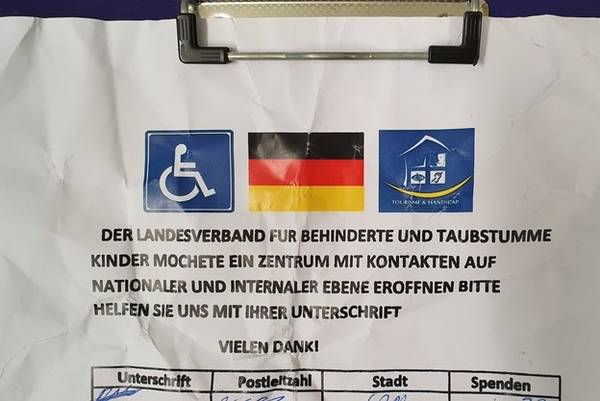 TOURISME & HANDICAP
DER LANDESVERBAND FUR BEHINDERTE UND TAUBSTUMME
KINDER MOCHETE EIN ZENTRUM MIT KONTAKTEN AUF
NATIONALER UND INTERNALER EBENE EROFFNEN BITTE
HELFEN SIE UNS MIT IHRER UNTERSCHRIFT
VIELEN DANK!
Unterschrift Postleitzahl Stadt Spenden